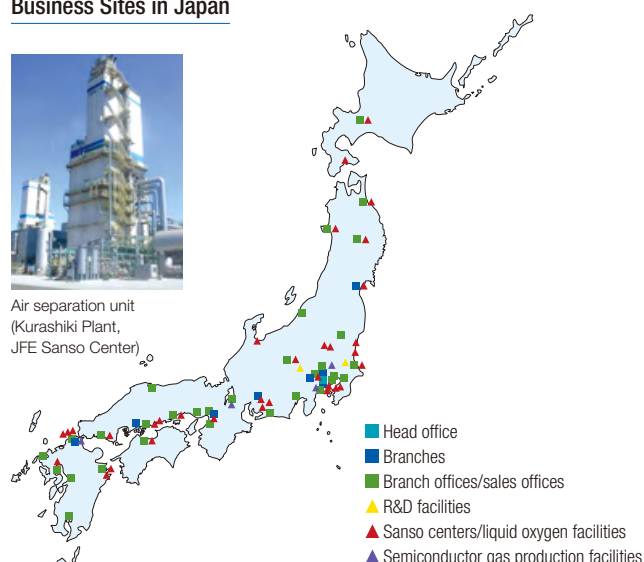 Business Sites in Japan
Air separation unit
(Kurashiki Plant,
JFE Sanso Center)
Head office
Branches
Branch offices/sales offices
R&D facilities
Sanso centers/liquid oxygen facilities
Semiconductor gas production facilities